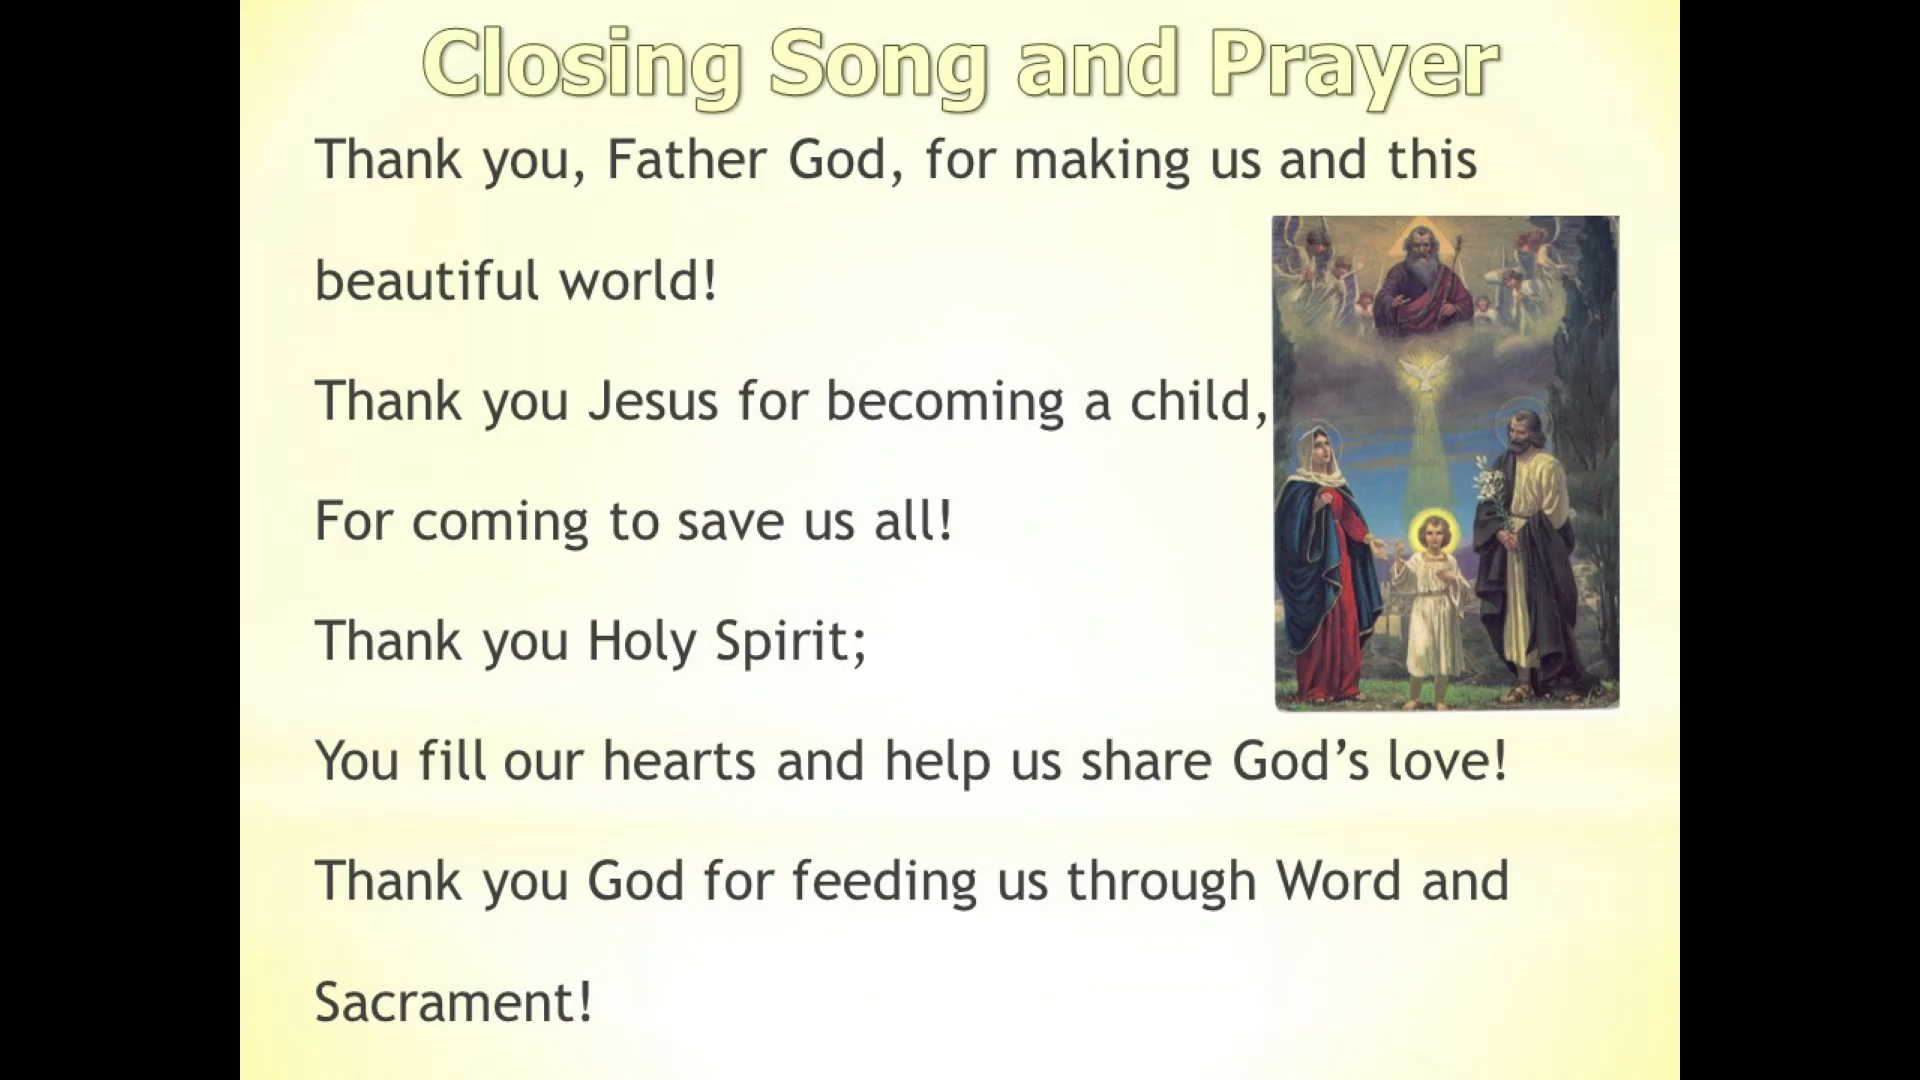 Closing Song and Prayer
Thank you, Father God, for making us and this
beautiful world!
Thank you Jesus for becoming a child,
For coming to save us all!
Thank you Holy Spirit;
You fill our hearts and help us share God’s love!
Thank you God for feeding us through Word and
Sacrament!